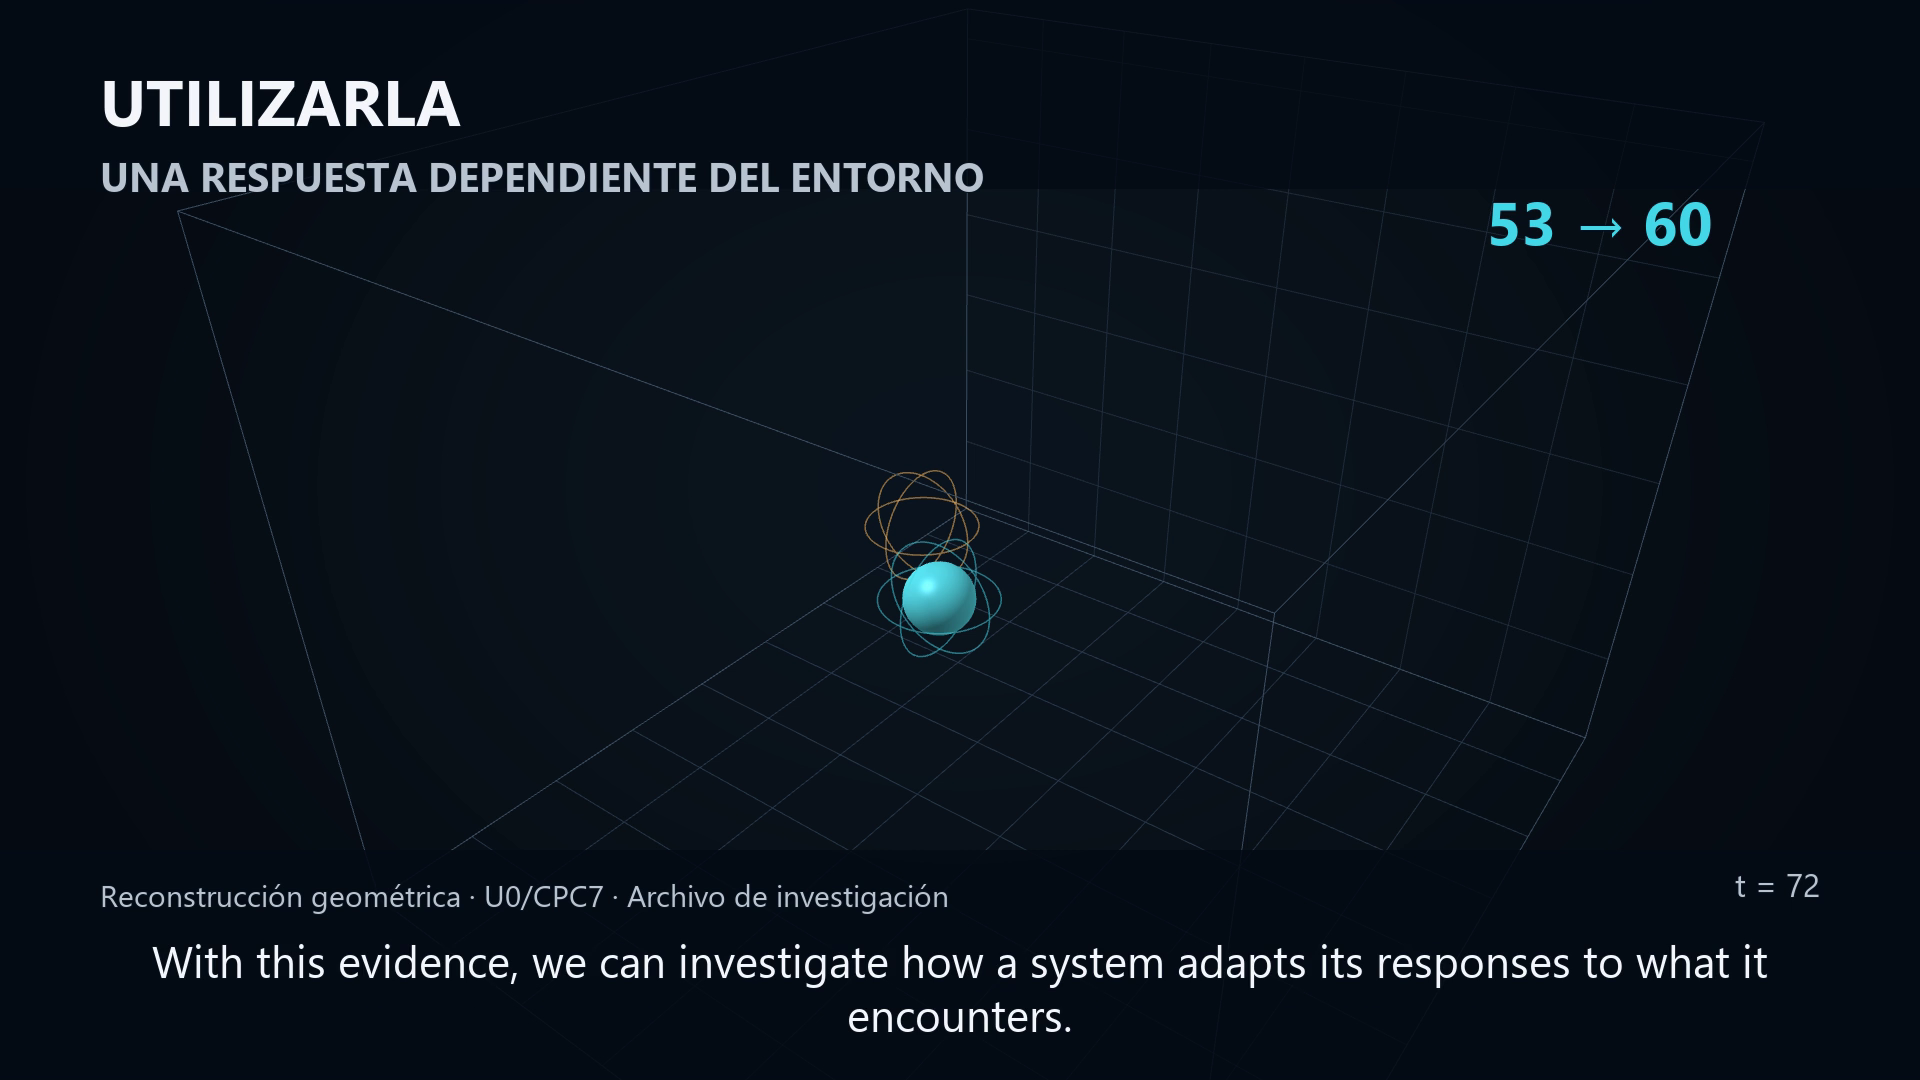 UTILIZARLA
UNA RESPUESTA DEPENDIENTE DEL ENTORNO
53 → 60
Reconstrucción geométrica · U0/CPC7 · Archivo de investigación
t = 72
With this evidence, we can investigate how a system adapts its responses to what it
encounters.